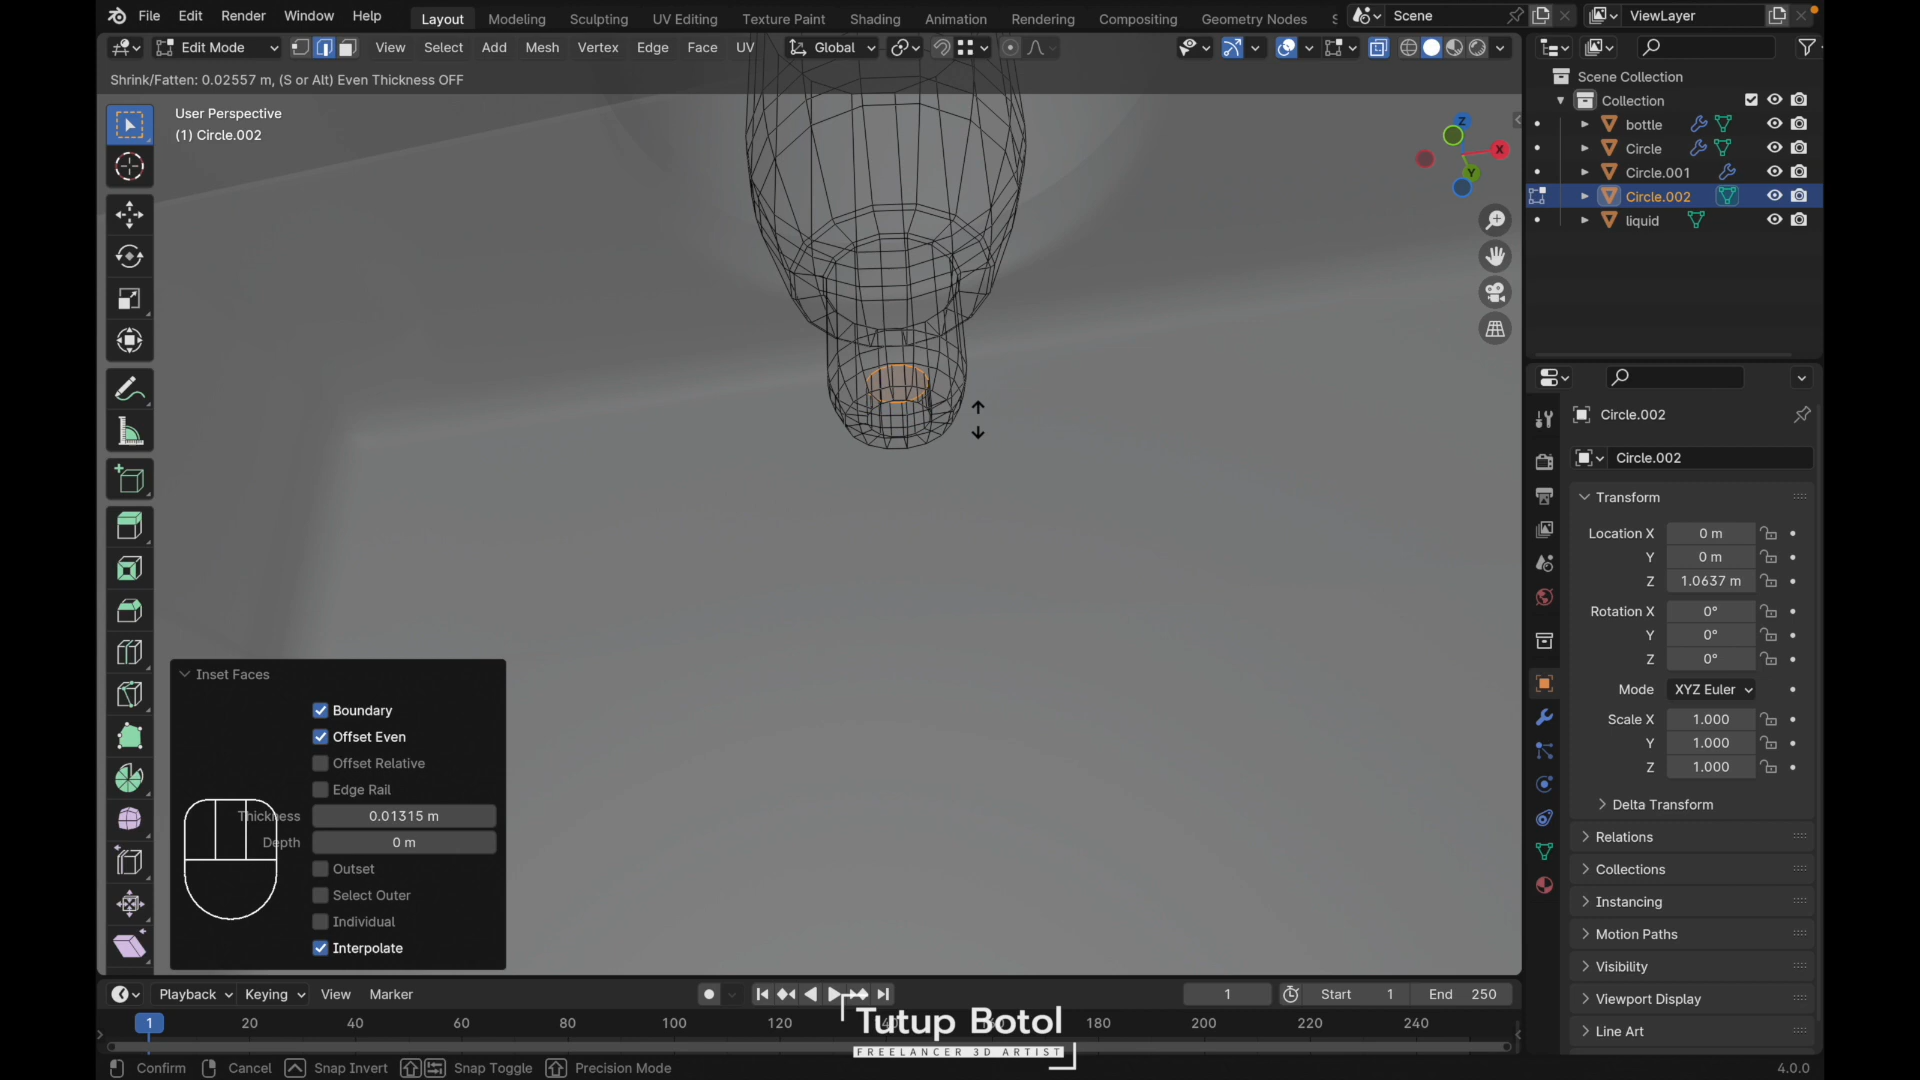 File Edit Render Window Help Layout Modeling Sculpting UV Editing Texture Paint Shading Animation Rendering Compositing Geometry Nodes S Scene ViewLayer
Edit Mode View Select Add Mesh Vertex Edge Face UV Global
Shrink/Fatten: 0.02557 m, (S or Alt) Even Thickness OFF
User Perspective
(1) Circle.002
Z
X
Y
Scene Collection
Collection
bottle
Circle
Circle.001
Circle.002
liquid
Circle.002
Circle.002
Transform
Location X 0 m
Y 0 m
Z 1.0637 m
Rotation X 0°
Y 0°
Z 0°
Mode XYZ Euler
Scale X 1.000
Y 1.000
Z 1.000
Delta Transform
Relations
Collections
Instancing
Motion Paths
Visibility
Viewport Display
Line Art
Inset Faces
Boundary
Offset Even
Offset Relative
Edge Rail
Thickness 0.01315 m
Depth 0 m
Outset
Select Outer
Individual
Interpolate
Playback Keying View Marker 1 Start 1 End 250
1 20 40 60 80 100 120 180 200 220 240
Tutup Botol
FREELANCER 3D ARTIST
Confirm Cancel Snap Invert Snap Toggle Precision Mode 4.0.0